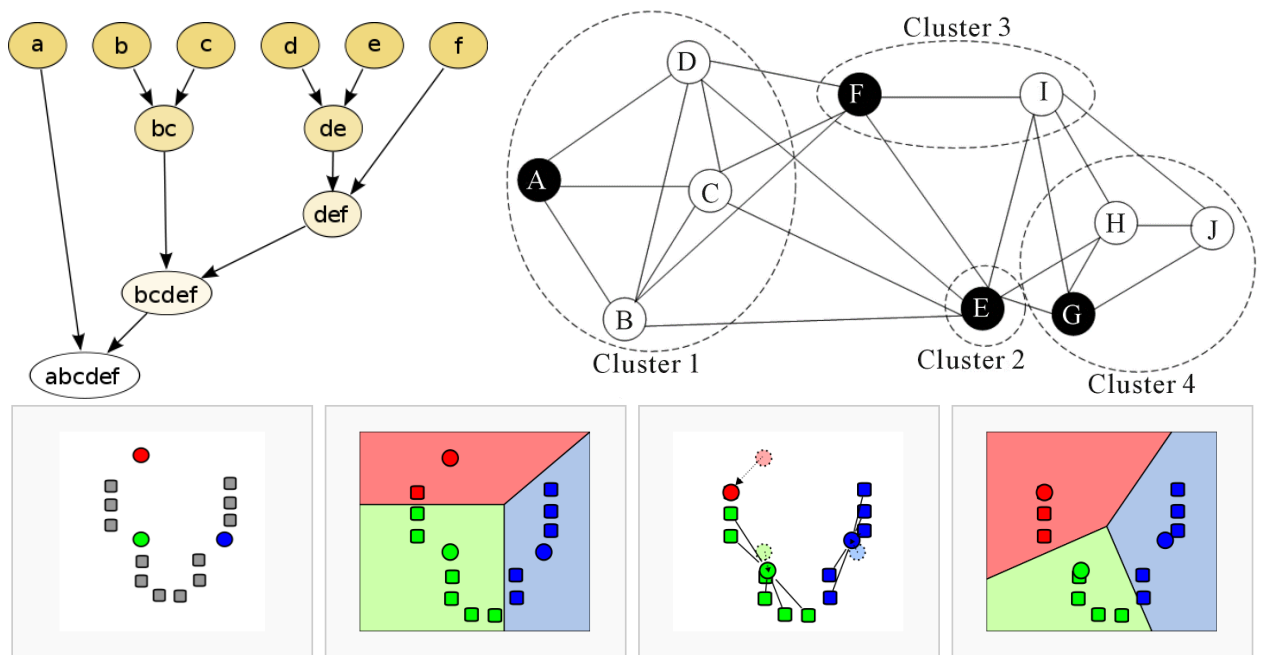 a b c d e f
bc de
def
bcdef
abcdef
Cluster 3
D F I
A C
H J
B E G
Cluster 1
Cluster 2
Cluster 4